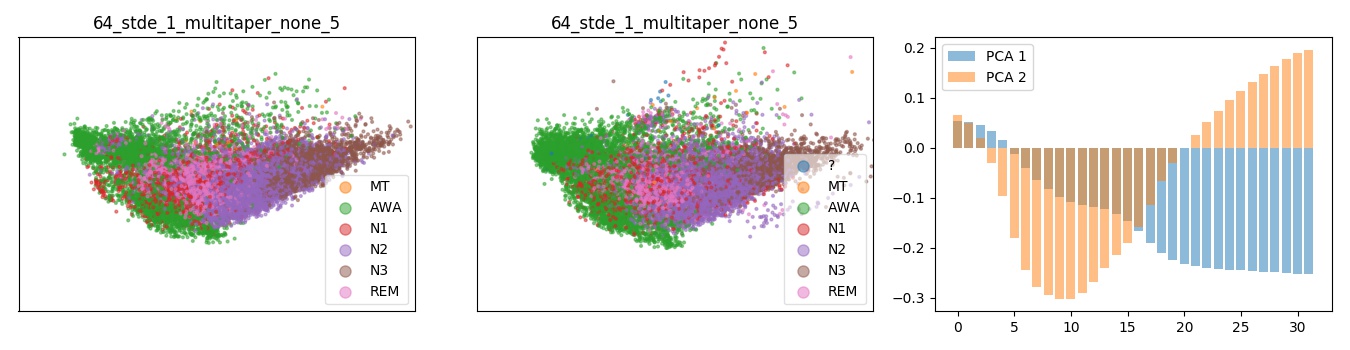 64_stde_1_multitaper_none_5
MT
AWA
N1
N2
N3
REM
64_stde_1_multitaper_none_5
?
MT
AWA
N1
N2
N3
REM
PCA 1
PCA 2
0.2
0.1
0.0
−0.1
−0.2
−0.3
0 5 10 15 20 25 30